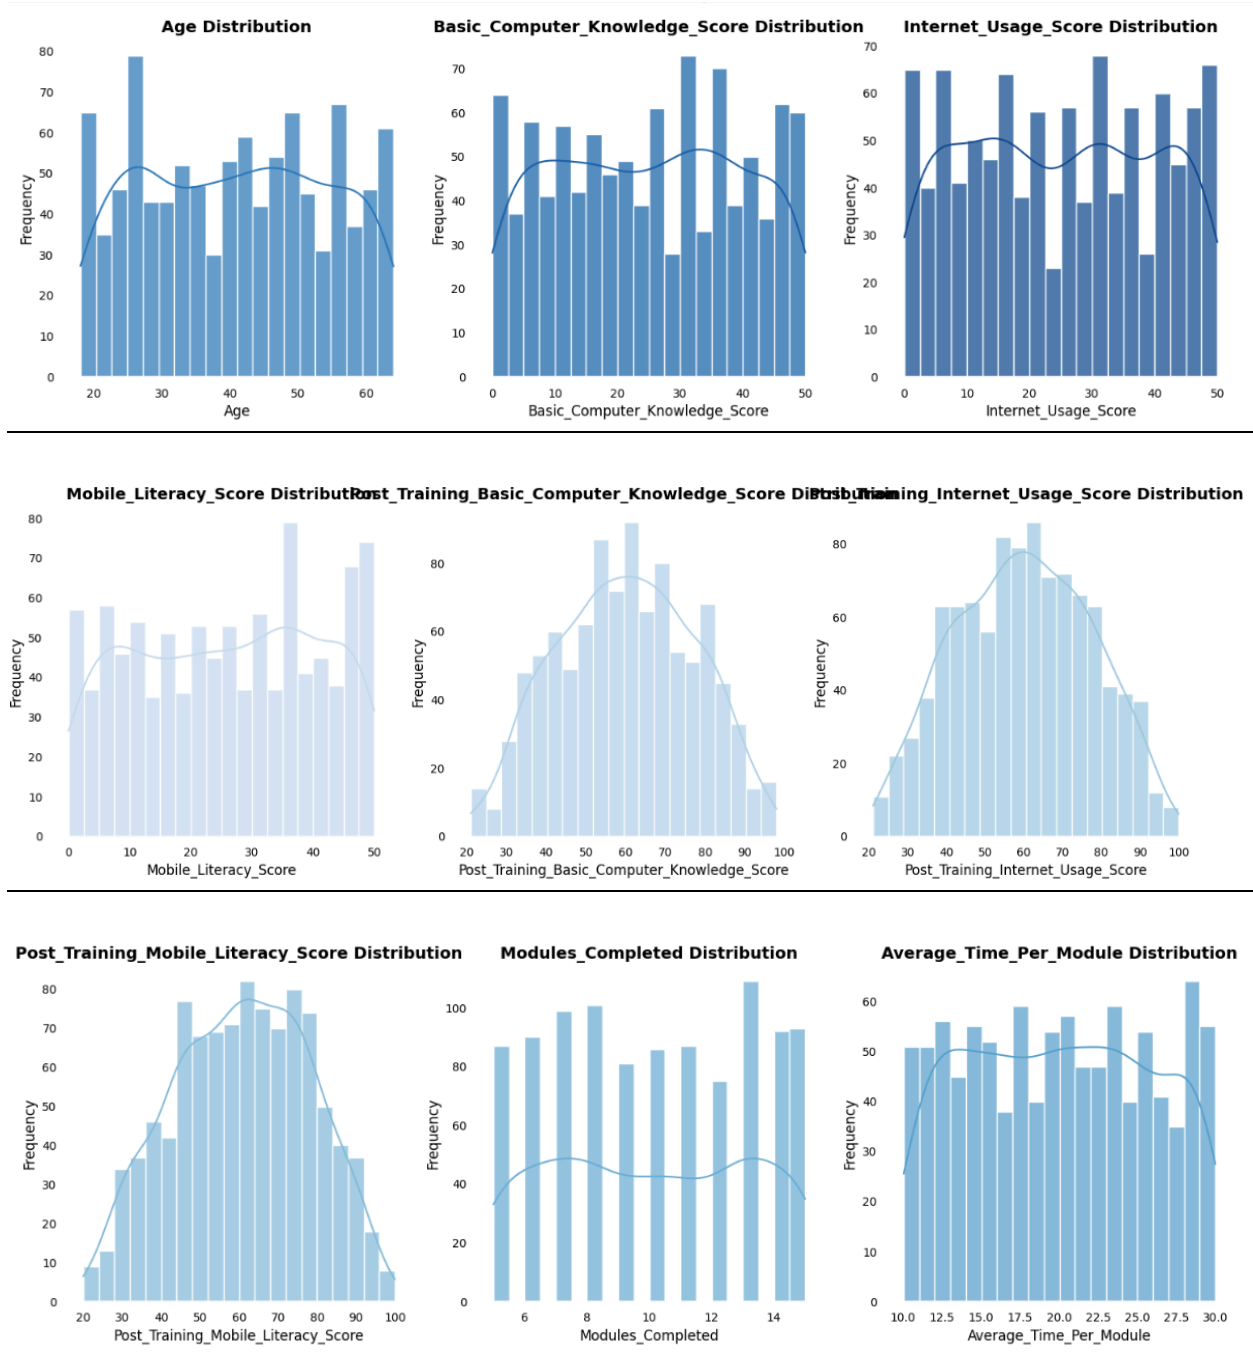 Age Distribution
Basic_Computer_Knowledge_Score Distribution
Internet_Usage_Score Distribution
Frequency
80
70
60
50
40
30
20
10
0
20 30 40 50 60
Age
Frequency
70
60
50
40
30
20
10
0
0 10 20 30 40 50
Basic_Computer_Knowledge_Score
Frequency
70
60
50
40
30
20
10
0
0 10 20 30 40 50
Internet_Usage_Score
Mobile_Literacy_Score Distribution
Post_Training_Basic_Computer_Knowledge_Score Distribution
Post_Training_Internet_Usage_Score Distribution
Frequency
80
70
60
50
40
30
20
10
0
0 10 20 30 40 50
Mobile_Literacy_Score
Frequency
80
60
40
20
0
20 30 40 50 60 70 80 90 100
Post_Training_Basic_Computer_Knowledge_Score
Frequency
80
60
40
20
0
20 30 40 50 60 70 80 90 100
Post_Training_Internet_Usage_Score
Post_Training_Mobile_Literacy_Score Distribution
Modules_Completed Distribution
Average_Time_Per_Module Distribution
Frequency
80
70
60
50
40
30
20
10
0
20 30 40 50 60 70 80 90 100
Post_Training_Mobile_Literacy_Score
Frequency
100
80
60
40
20
0
6 8 10 12 14
Modules_Completed
Frequency
60
50
40
30
20
10
0
10.0 12.5 15.0 17.5 20.0 22.5 25.0 27.5 30.0
Average_Time_Per_Module